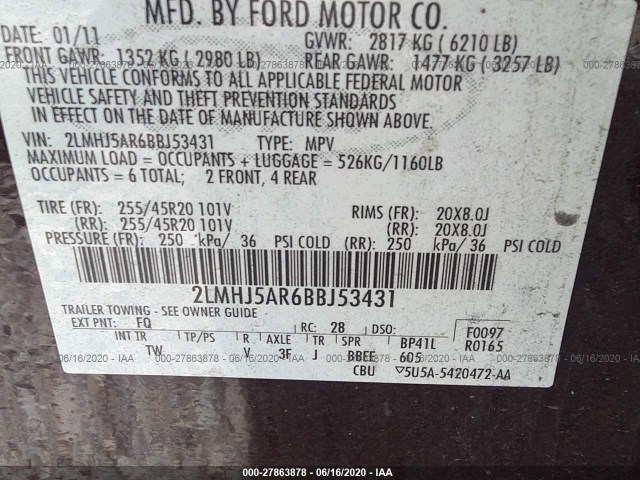 MFD. BY FORD MOTOR CO.
DATE: 01/11 GVWR: 2817 KG ( 6210 LB)
FRONT GAWR: 1352 KG ( 2980 LB) REAR GAWR: 1477 KG ( 3257 LB)
THIS VEHICLE CONFORMS TO ALL APPLICABLE FEDERAL MOTOR
VEHICLE SAFETY AND THEFT PREVENTION STANDARDS
IN EFFECT ON THE DATE OF MANUFACTURE SHOWN ABOVE.
VIN: 2LMHJ5AR6BBJ53431 TYPE: MPV
MAXIMUM LOAD = OCCUPANTS + LUGGAGE = 526KG/1160LB
OCCUPANTS = 6 TOTAL; 2 FRONT, 4 REAR
TIRE (FR): 255/45R20 101V RIMS (FR): 20X8.0J
(RR): 255/45R20 101V (RR): 20X8.0J
PRESSURE (FR): 250 kPa/ 36 PSI COLD (RR): 250 kPa/ 36 PSI COLD
2LMHJ5AR6BBJ53431
TRAILER TOWING - SEE OWNER GUIDE
EXT PNT: FQ RC: 28 DSO: F0097
INT TR TP/PS R AXLE TR SPR BP41L R0165
TW V 3F J BBEE 605
CBU ▽5U5A-5420472-AA
000-27863878 - 06/16/2020 - IAA